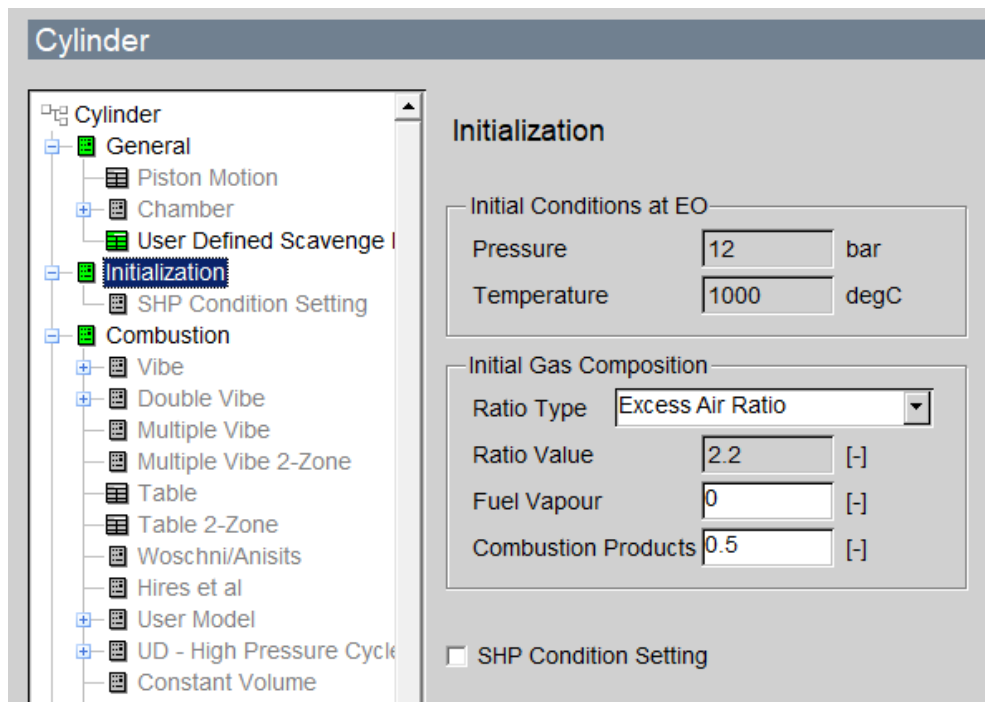 Cylinder
Cylinder
General
Piston Motion
Chamber
User Defined Scavenge
Initialization
SHP Condition Setting
Combustion
Vibe
Double Vibe
Multiple Vibe
Multiple Vibe 2-Zone
Table
Table 2-Zone
Woschni/Anisits
Hires et al
User Model
UD - High Pressure Cycle
Constant Volume
Initialization
Initial Conditions at EO
Pressure 12 bar
Temperature 1000 degC
Initial Gas Composition
Ratio Type Excess Air Ratio
Ratio Value 2.2 [-]
Fuel Vapour 0 [-]
Combustion Products 0.5 [-]
SHP Condition Setting